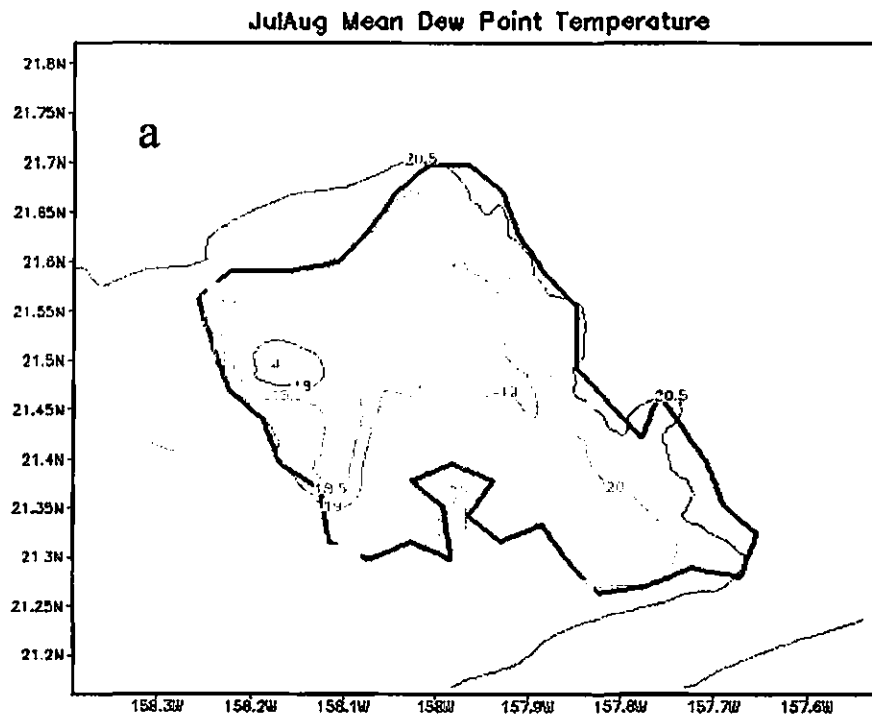 JulAug Mean Dew Point Temperature
21.8N
21.75N
a
21.7N
20.5
21.65N
21.6N
21.55N
21.5N
19
21.45N
20.5
21.4N
20
21.35N
19
21.3N
21.25N
21.2N
158.3W 158.2W 158.1W 158W 157.9W 157.8W 157.7W 157.6W